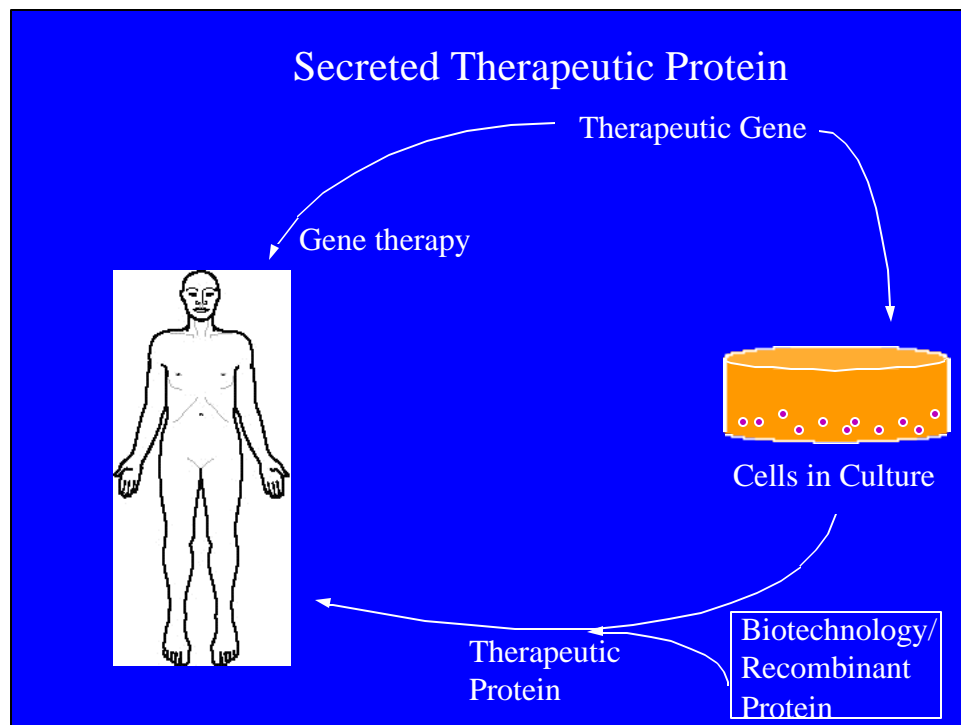 Secreted Therapeutic Protein
Therapeutic Gene
Gene therapy
Cells in Culture
Therapeutic
Protein
Biotechnology/
Recombinant
Protein